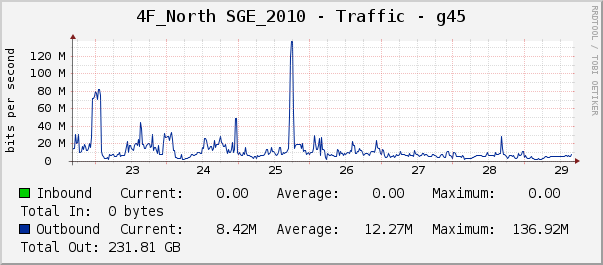 4F_North SGE_2010 - Traffic - g45
RRDTOOL / TOBI OETIKER
bits per second
120 M
100 M
80 M
60 M
40 M
20 M
0
23 24 25 26 27 28 29
Inbound Current: 0.00 Average: 0.00 Maximum: 0.00
Total In: 0 bytes
Outbound Current: 8.42M Average: 12.27M Maximum: 136.92M
Total Out: 231.81 GB